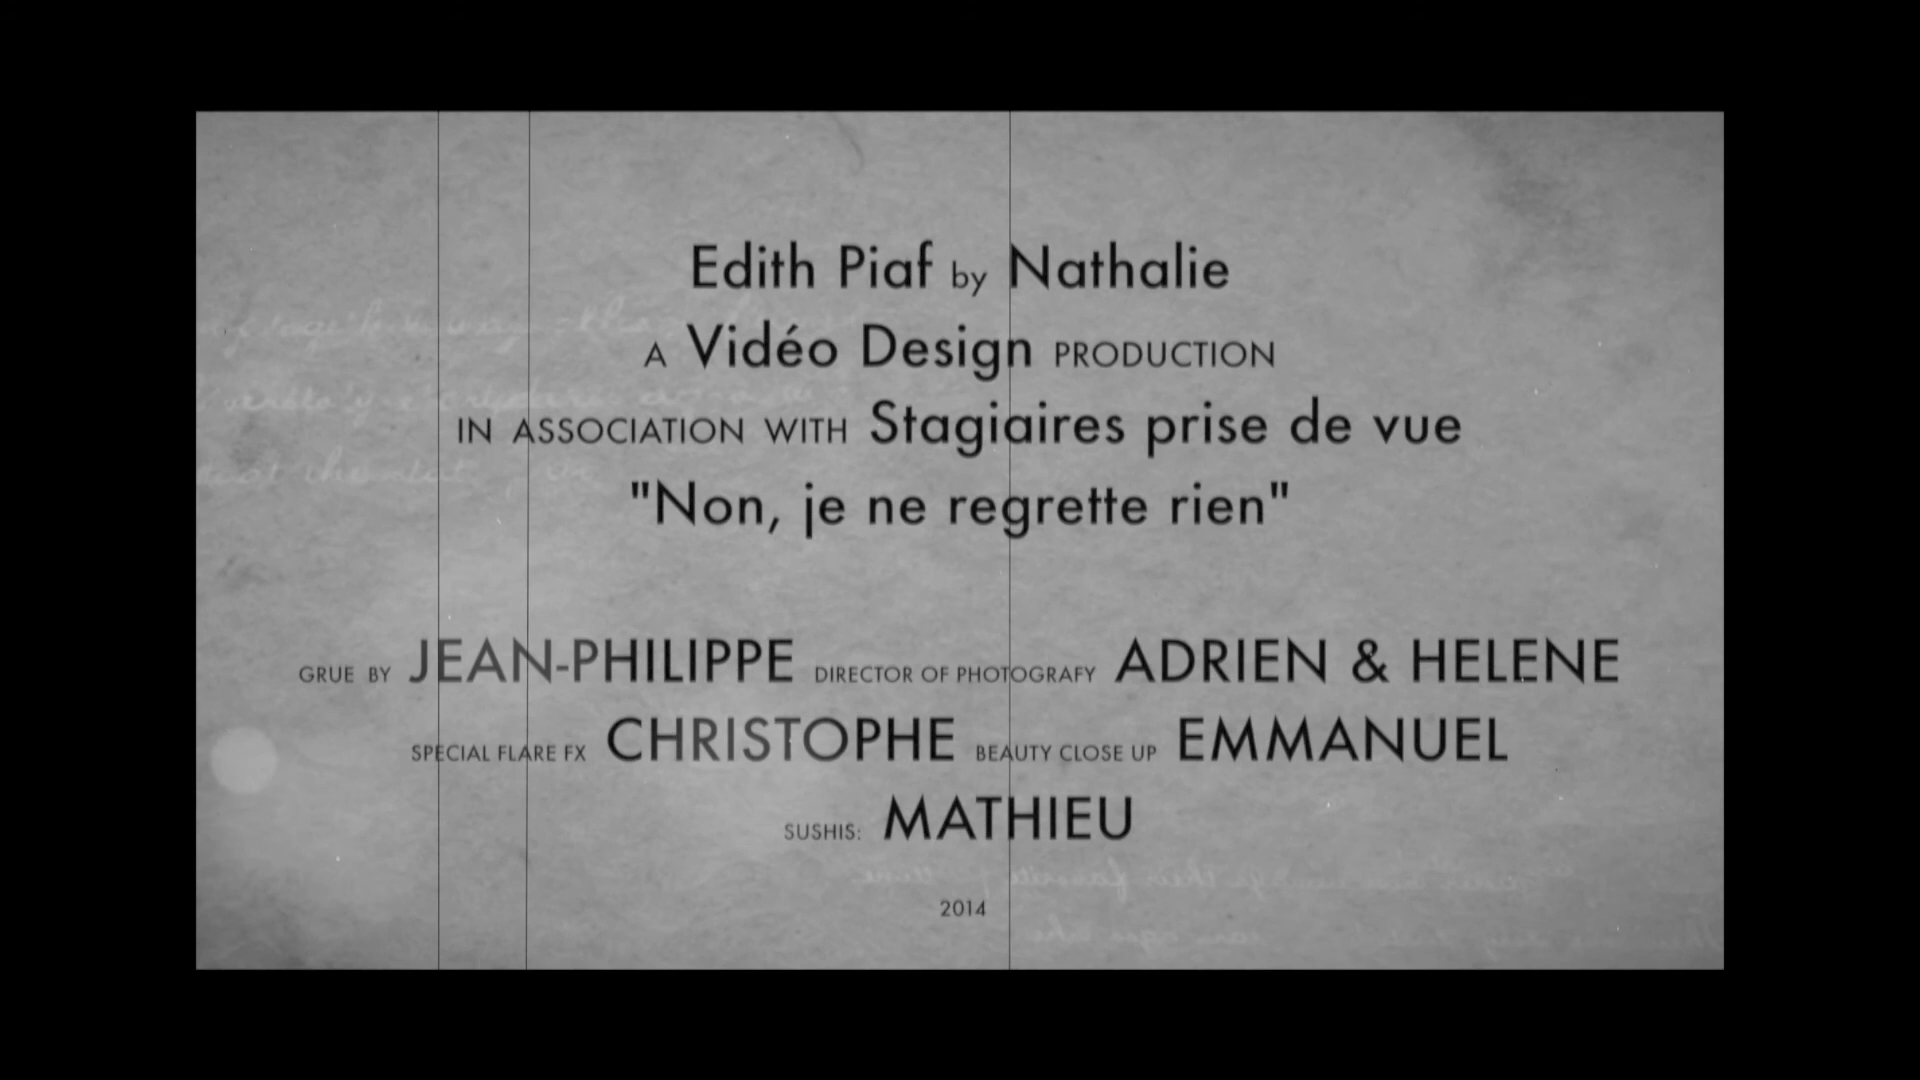 Edith Piaf by Nathalie
A Vidéo Design PRODUCTION
IN ASSOCIATION WITH Stagiaires prise de vue
"Non, je ne regrette rien"
GRUE BY JEAN-PHILIPPE DIRECTOR OF PHOTOGRAFY ADRIEN & HELENE
SPECIAL FLARE FX CHRISTOPHE BEAUTY CLOSE UP EMMANUEL
SUSHIS: MATHIEU
2014